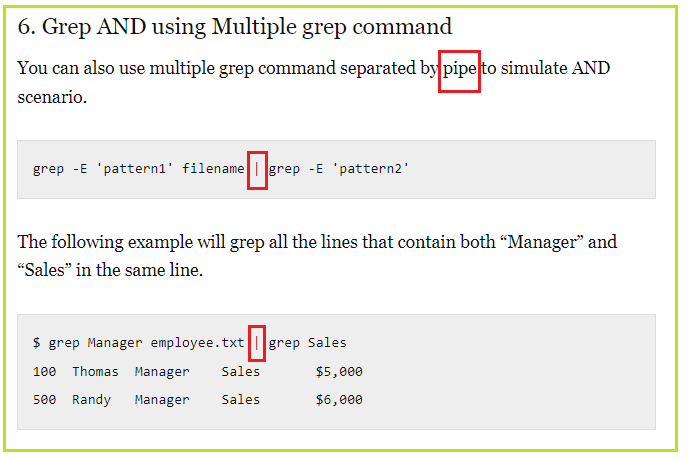 6. Grep AND using Multiple grep command
You can also use multiple grep command separated by pipe to simulate AND
scenario.
grep -E 'pattern1' filename | grep -E 'pattern2'
The following example will grep all the lines that contain both “Manager” and
“Sales” in the same line.
$ grep Manager employee.txt | grep Sales
100  Thomas  Manager    Sales       $5,000
500  Randy   Manager    Sales       $6,000